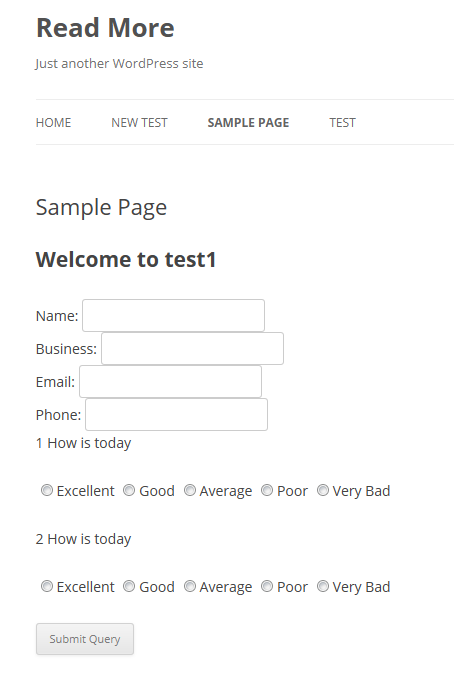 Read More
Just another WordPress site
HOME NEW TEST SAMPLE PAGE TEST
Sample Page
Welcome to test1
Name:
Business:
Email:
Phone:
1 How is today
Excellent Good Average Poor Very Bad
2 How is today
Excellent Good Average Poor Very Bad
Submit Query